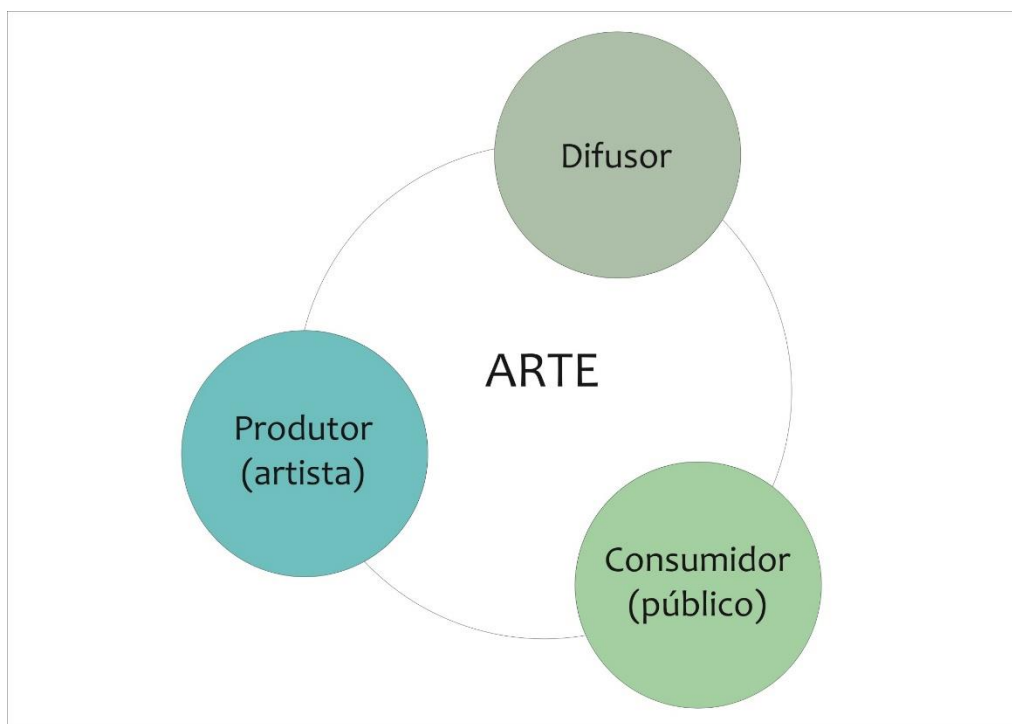 Difusor
ARTE
Produtor
(artista)
Consumidor
(público)